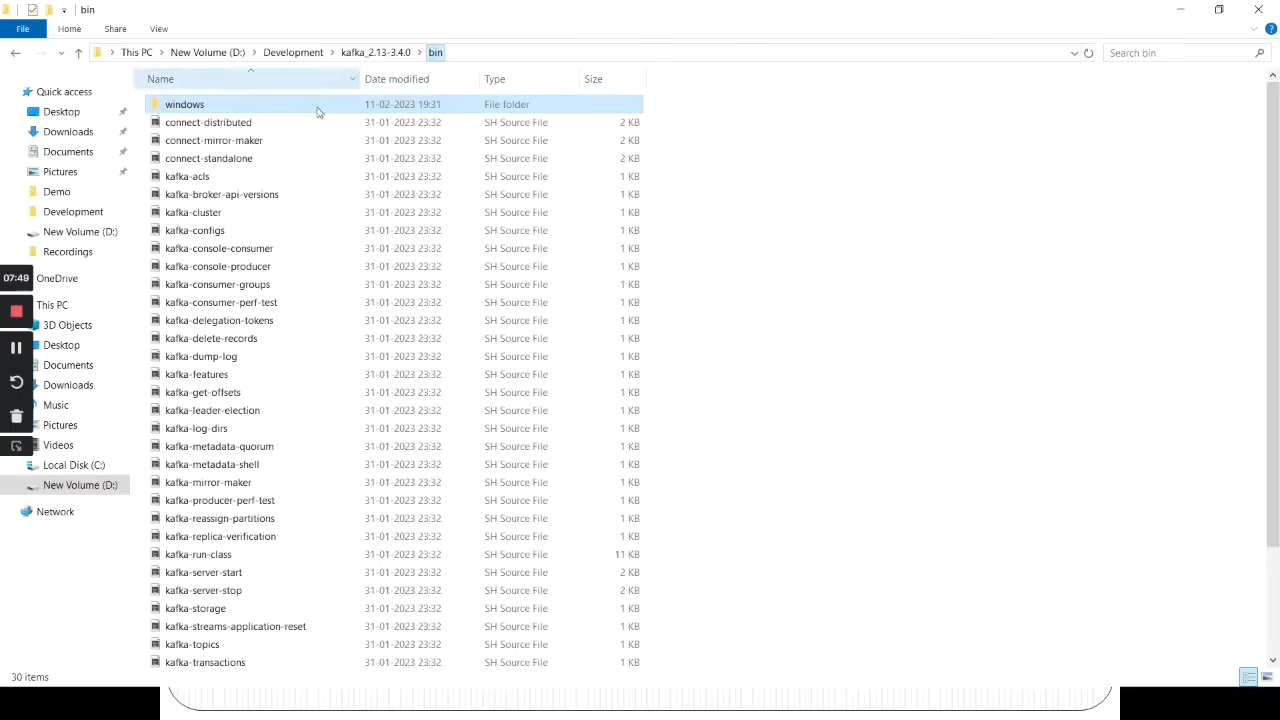 bin
File Home Share View
This PC New Volume (D:) Development kafka_2.13-3.4.0 bin
Search bin
Name Date modified Type Size
Quick access
Desktop
Downloads
Documents
Pictures
Demo
Development
New Volume (D:)
Recordings
07:49 OneDrive
This PC
3D Objects
Desktop
Documents
Downloads
Music
Pictures
Videos
Local Disk (C:)
New Volume (D:)
Network
windows 11-02-2023 19:31 File folder
connect-distributed 31-01-2023 23:32 SH Source File 2 KB
connect-mirror-maker 31-01-2023 23:32 SH Source File 2 KB
connect-standalone 31-01-2023 23:32 SH Source File 2 KB
kafka-acls 31-01-2023 23:32 SH Source File 1 KB
kafka-broker-api-versions 31-01-2023 23:32 SH Source File 1 KB
kafka-cluster 31-01-2023 23:32 SH Source File 1 KB
kafka-configs 31-01-2023 23:32 SH Source File 1 KB
kafka-console-consumer 31-01-2023 23:32 SH Source File 1 KB
kafka-console-producer 31-01-2023 23:32 SH Source File 1 KB
kafka-consumer-groups 31-01-2023 23:32 SH Source File 1 KB
kafka-consumer-perf-test 31-01-2023 23:32 SH Source File 1 KB
kafka-delegation-tokens 31-01-2023 23:32 SH Source File 1 KB
kafka-delete-records 31-01-2023 23:32 SH Source File 1 KB
kafka-dump-log 31-01-2023 23:32 SH Source File 1 KB
kafka-features 31-01-2023 23:32 SH Source File 1 KB
kafka-get-offsets 31-01-2023 23:32 SH Source File 1 KB
kafka-leader-election 31-01-2023 23:32 SH Source File 1 KB
kafka-log-dirs 31-01-2023 23:32 SH Source File 1 KB
kafka-metadata-quorum 31-01-2023 23:32 SH Source File 1 KB
kafka-metadata-shell 31-01-2023 23:32 SH Source File 1 KB
kafka-mirror-maker 31-01-2023 23:32 SH Source File 1 KB
kafka-producer-perf-test 31-01-2023 23:32 SH Source File 1 KB
kafka-reassign-partitions 31-01-2023 23:32 SH Source File 1 KB
kafka-replica-verification 31-01-2023 23:32 SH Source File 1 KB
kafka-run-class 31-01-2023 23:32 SH Source File 11 KB
kafka-server-start 31-01-2023 23:32 SH Source File 2 KB
kafka-server-stop 31-01-2023 23:32 SH Source File 2 KB
kafka-storage 31-01-2023 23:32 SH Source File 1 KB
kafka-streams-application-reset 31-01-2023 23:32 SH Source File 1 KB
kafka-topics 31-01-2023 23:32 SH Source File 1 KB
kafka-transactions 31-01-2023 23:32 SH Source File 1 KB
30 items